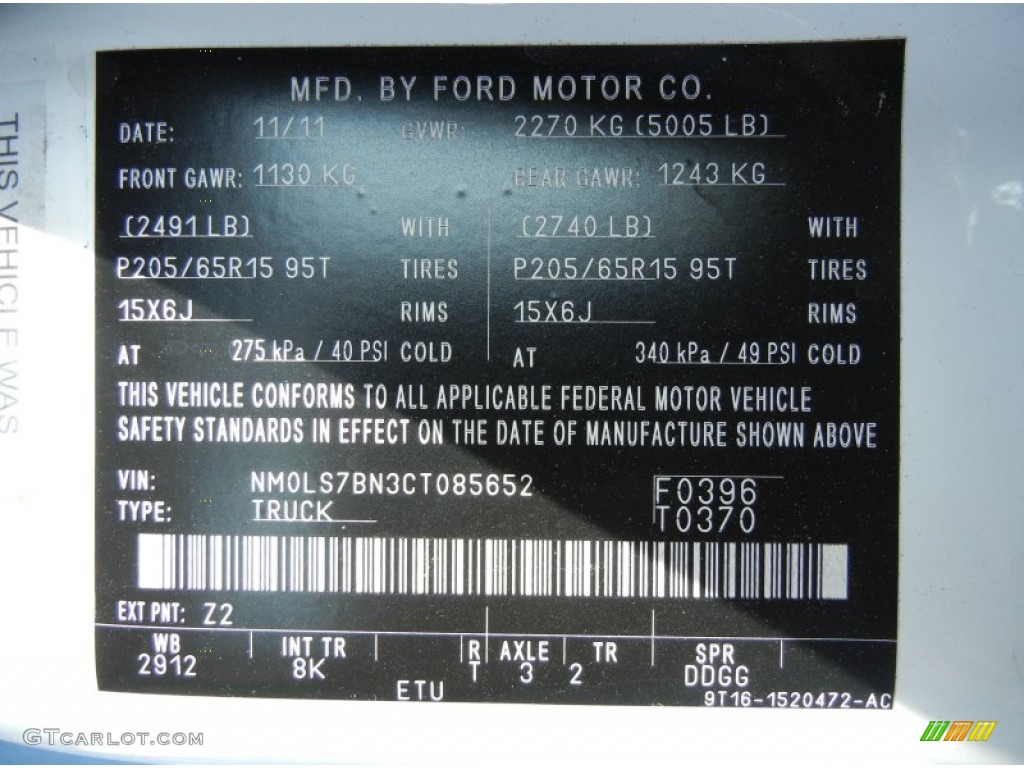 MFD. BY FORD MOTOR CO.
DATE: 11/11 GVWR: 2270 KG (5005 LB)
FRONT GAWR: 1130 KG REAR GAWR: 1243 KG
(2491 LB) WITH (2740 LB) WITH
P205/65R15 95T TIRES P205/65R15 95T TIRES
15X6J RIMS 15X6J RIMS
AT 275 kPa / 40 PSI COLD AT 340 kPa / 49 PSI COLD
THIS VEHICLE CONFORMS TO ALL APPLICABLE FEDERAL MOTOR VEHICLE
SAFETY STANDARDS IN EFFECT ON THE DATE OF MANUFACTURE SHOWN ABOVE
VIN: NM0LS7BN3CT085652 F0396
TYPE: TRUCK T0370
EXT PNT: Z2
WB INT TR R AXLE TR SPR
2912 8K T 3 2 DDGG
ETU 9T16-1520472-AC
THIS VEHICLE WAS
GTCARLOT.COM